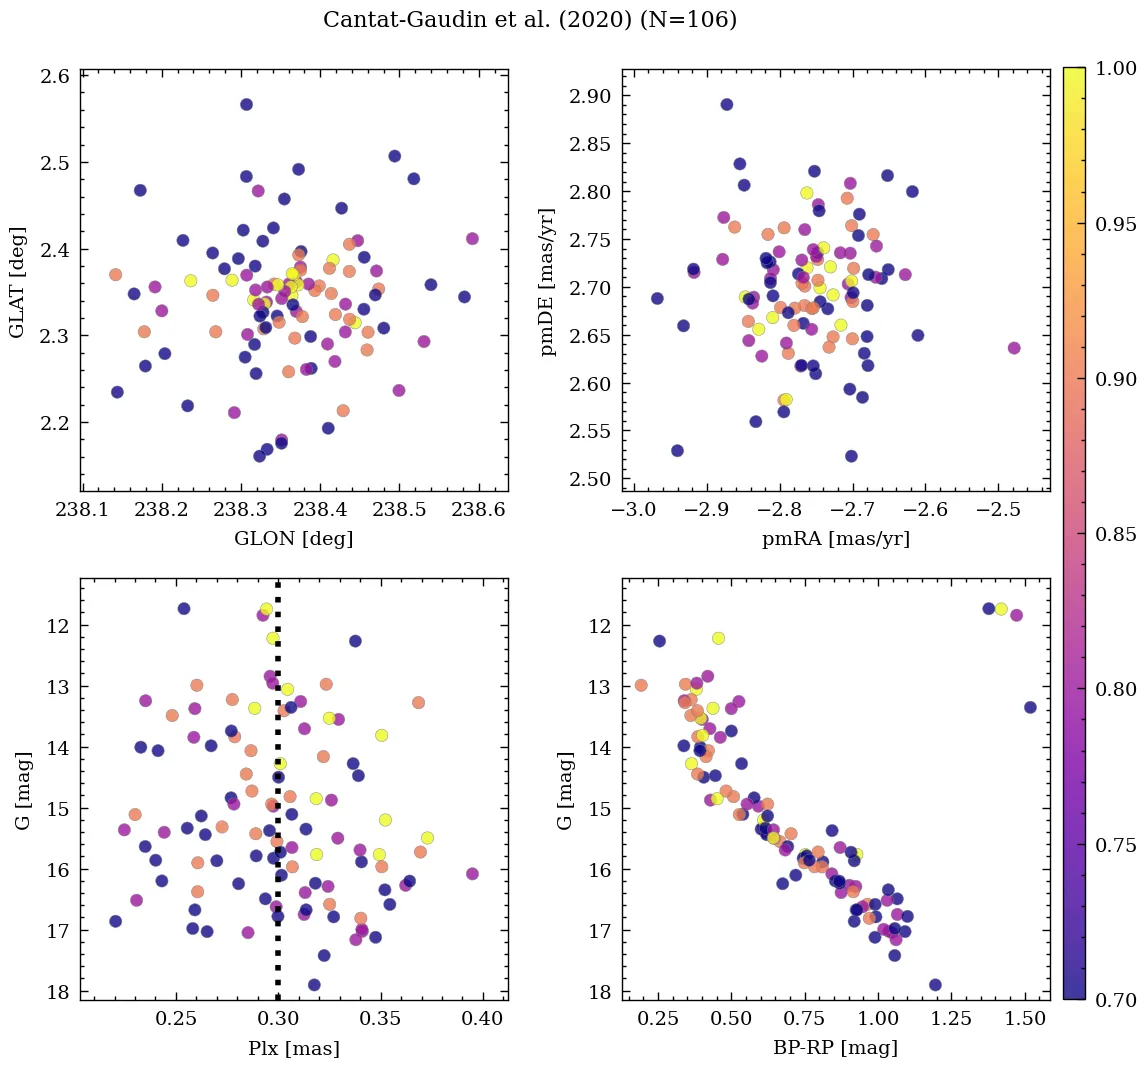 Cantat-Gaudin et al. (2020) (N=106)
2.6
2.5
2.4
2.3
2.2
GLAT [deg]
238.1 238.2 238.3 238.4 238.5 238.6
GLON [deg]
2.90
2.85
2.80
2.75
2.70
2.65
2.60
2.55
2.50
pmDE [mas/yr]
−3.0 −2.9 −2.8 −2.7 −2.6 −2.5
pmRA [mas/yr]
12
13
14
15
16
17
18
G [mag]
0.25 0.30 0.35 0.40
Plx [mas]
12
13
14
15
16
17
18
G [mag]
0.25 0.50 0.75 1.00 1.25 1.50
BP-RP [mag]
1.00
0.95
0.90
0.85
0.80
0.75
0.70